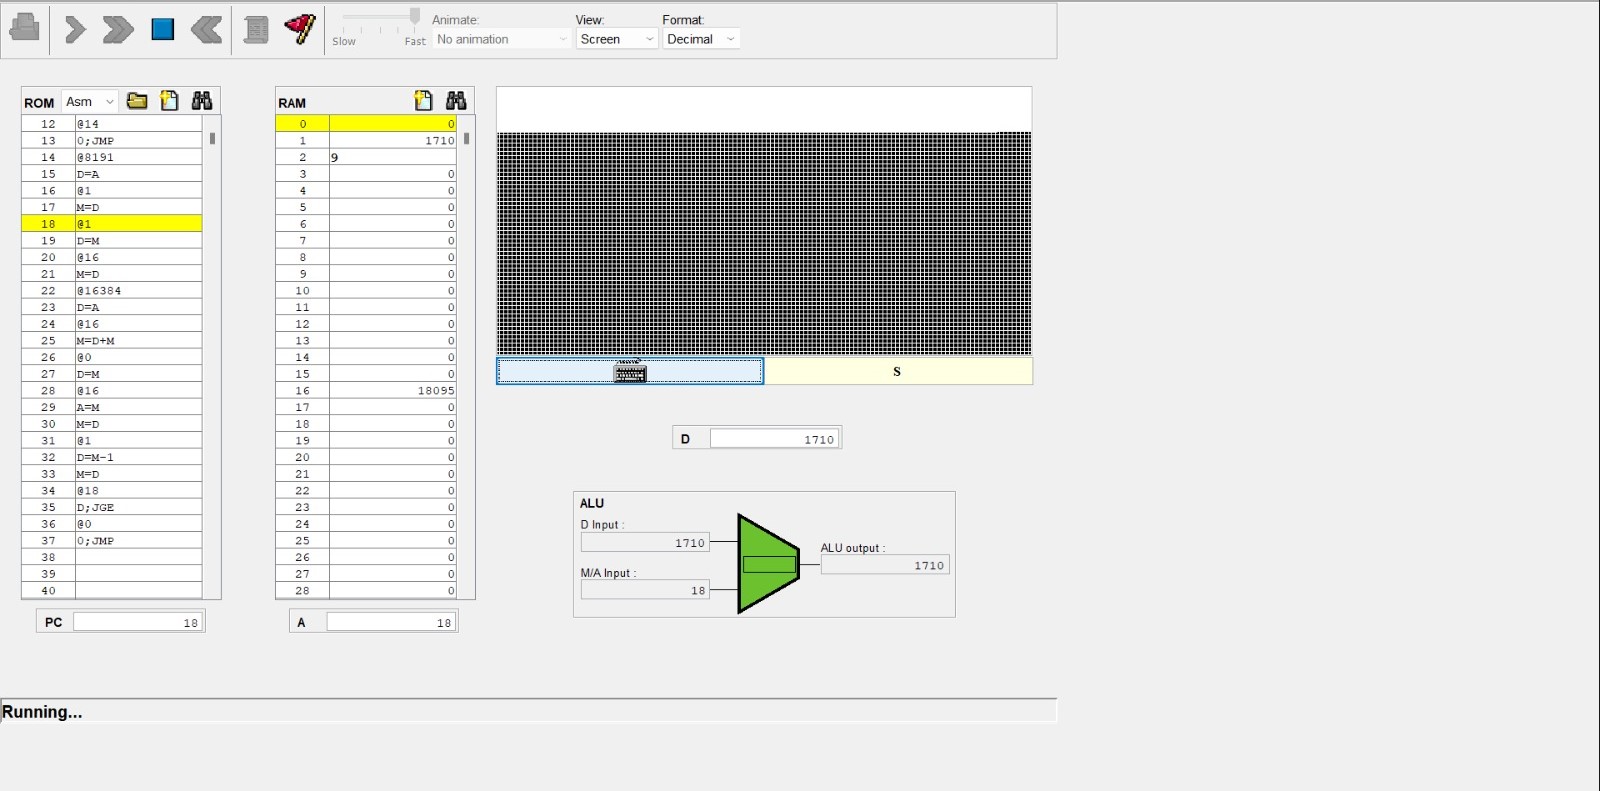 Animate:
View:
Format:
Slow
Fast
No animation
Screen
Decimal
ROM
Asm
12 @14
13 0;JMP
14 @8191
15 D=A
16 @1
17 M=D
18 @1
19 D=M
20 @16
21 M=D
22 @16384
23 D=A
24 @16
25 M=D+M
26 @0
27 D=M
28 @16
29 A=M
30 M=D
31 @1
32 D=M-1
33 M=D
34 @18
35 D;JGE
36 @0
37 0;JMP
38
39
40
PC 18
RAM
0 0
1 1710
2 9
3 0
4 0
5 0
6 0
7 0
8 0
9 0
10 0
11 0
12 0
13 0
14 0
15 0
16 18095
17 0
18 0
19 0
20 0
21 0
22 0
23 0
24 0
25 0
26 0
27 0
28 0
A 18
S
D 1710
ALU
D Input :
1710
M/A Input :
18
ALU output :
1710
Running...